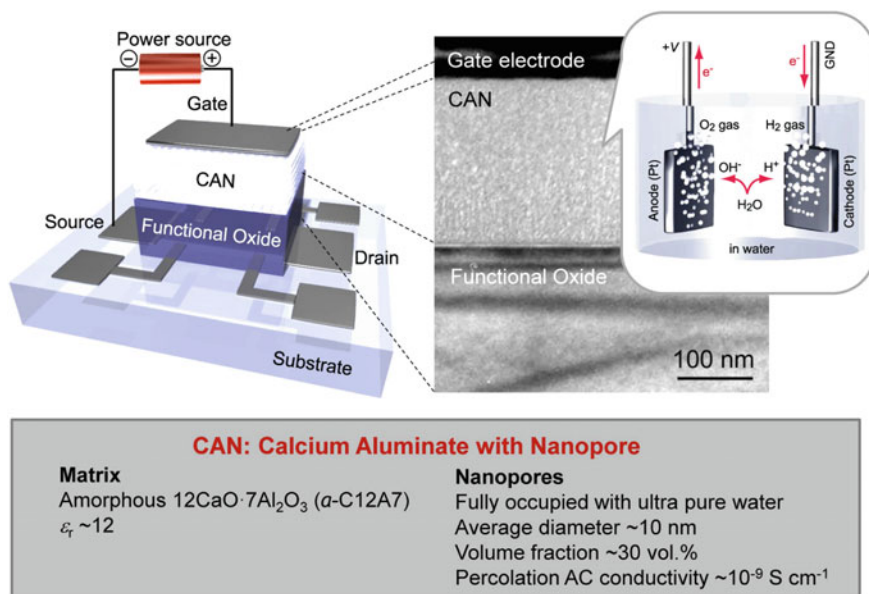 Power source
Gate
CAN
Source
Functional Oxide
Drain
Substrate
Gate electrode
CAN
Functional Oxide
100 nm
+V
e-
GND
e-
O₂ gas
H₂ gas
OH-
H+
H₂O
Anode (Pt)
Cathode (Pt)
in water
CAN: Calcium Aluminate with Nanopore
Matrix
Amorphous 12CaO·7Al₂O₃ (a-C12A7)
εr ~12
Nanopores
Fully occupied with ultra pure water
Average diameter ~10 nm
Volume fraction ~30 vol.%
Percolation AC conductivity ~10⁻⁹ S cm⁻¹